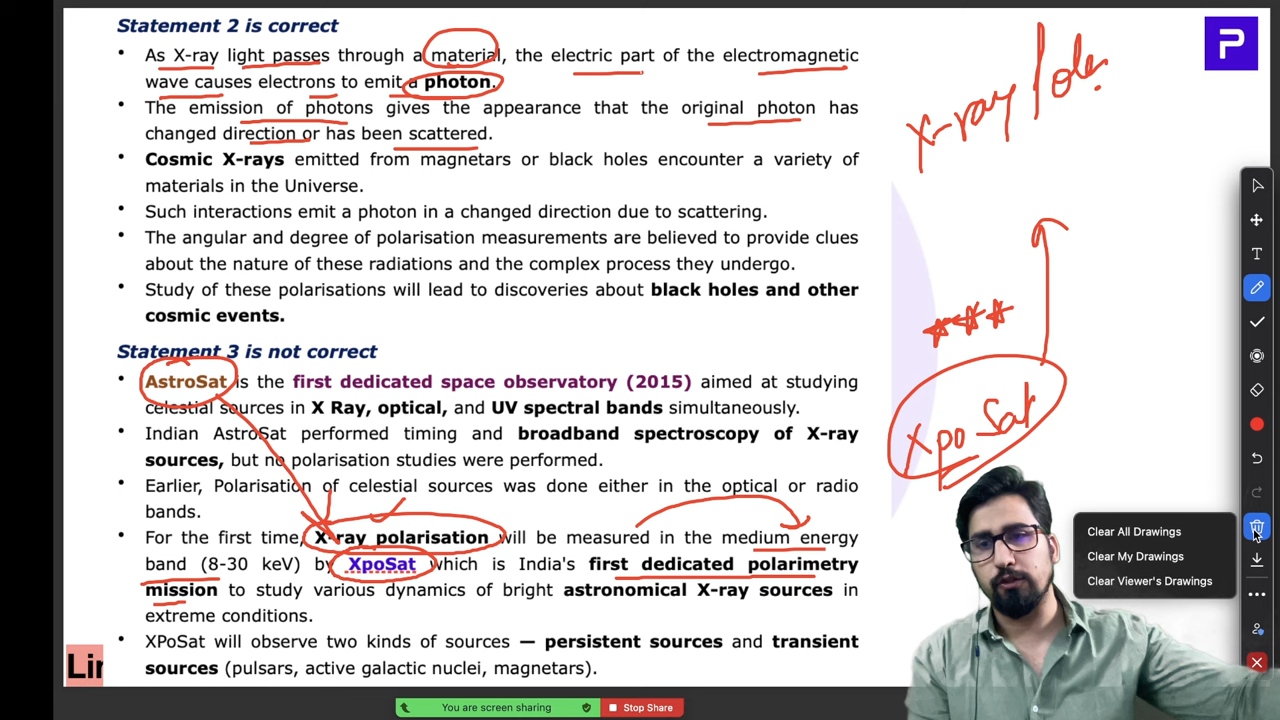 Statement 2 is correct
• As X-ray light passes through a material, the electric part of the electromagnetic
wave causes electrons to emit a photon.
• The emission of photons gives the appearance that the original photon has
changed direction or has been scattered.
• Cosmic X-rays emitted from magnetars or black holes encounter a variety of
materials in the Universe.
• Such interactions emit a photon in a changed direction due to scattering.
• The angular and degree of polarisation measurements are believed to provide clues
about the nature of these radiations and the complex process they undergo.
• Study of these polarisations will lead to discoveries about black holes and other
cosmic events.
Statement 3 is not correct
• AstroSat is the first dedicated space observatory (2015) aimed at studying
celestial sources in X Ray, optical, and UV spectral bands simultaneously.
• Indian AstroSat performed timing and broadband spectroscopy of X-ray
sources, but no polarisation studies were performed.
• Earlier, Polarisation of celestial sources was done either in the optical or radio
bands.
• For the first time, X-ray polarisation will be measured in the medium energy
band (8-30 keV) by XpoSat which is India's first dedicated polarimetry
mission to study various dynamics of bright astronomical X-ray sources in
extreme conditions.
• XPoSat will observe two kinds of sources — persistent sources and transient
sources (pulsars, active galactic nuclei, magnetars).
P
X-ray
XpoSat
Clear All Drawings
Clear My Drawings
Clear Viewer's Drawings
You are screen sharing
Stop Share